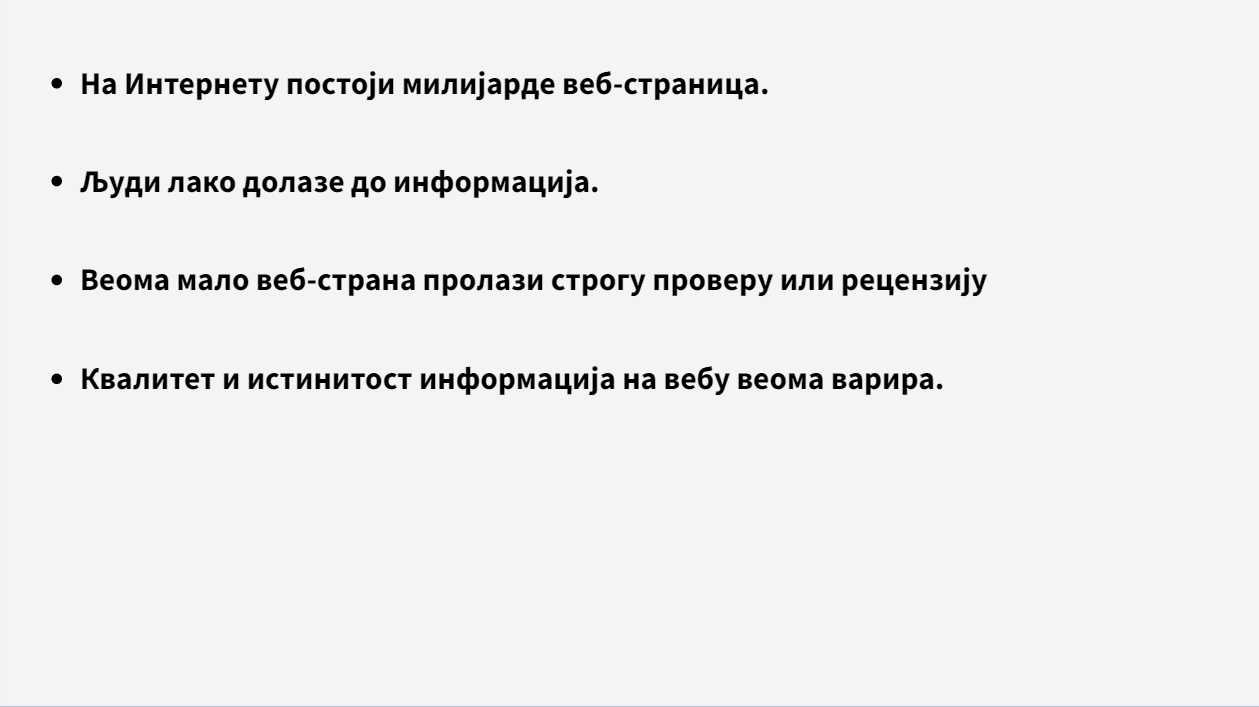 • На Интернету постоји милијарде веб-страница.
• Људи лако долазе до информација.
• Веома мало веб-страна пролази строгу проверу или рецензију
• Квалитет и истинитост информација на вебу веома варира.